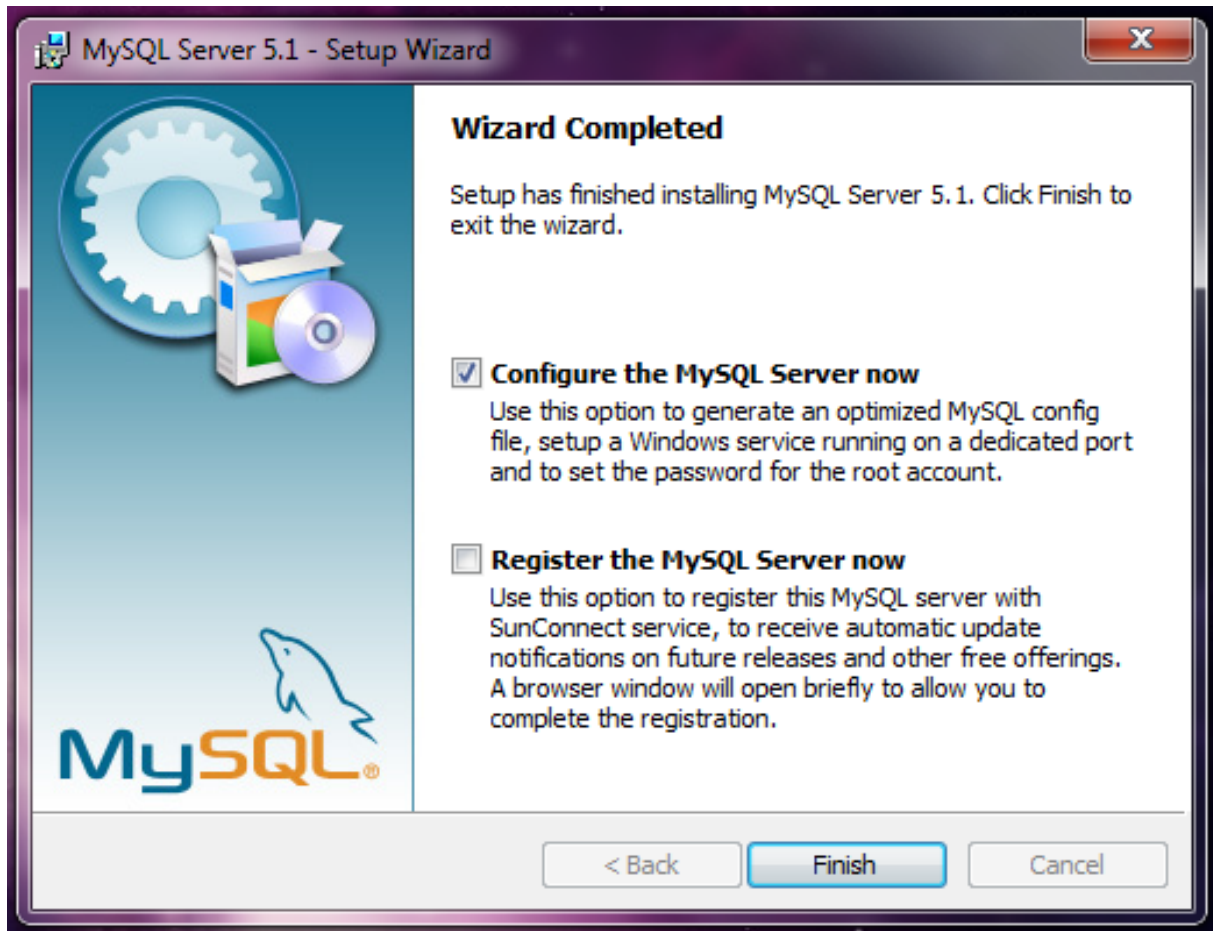 MySQL Server 5.1 - Setup Wizard
Wizard Completed
Setup has finished installing MySQL Server 5.1. Click Finish to
exit the wizard.
Configure the MySQL Server now
Use this option to generate an optimized MySQL config
file, setup a Windows service running on a dedicated port
and to set the password for the root account.
Register the MySQL Server now
Use this option to register this MySQL server with
SunConnect service, to receive automatic update
notifications on future releases and other free offerings.
A browser window will open briefly to allow you to
complete the registration.
MySQL®
< Back
Finish
Cancel